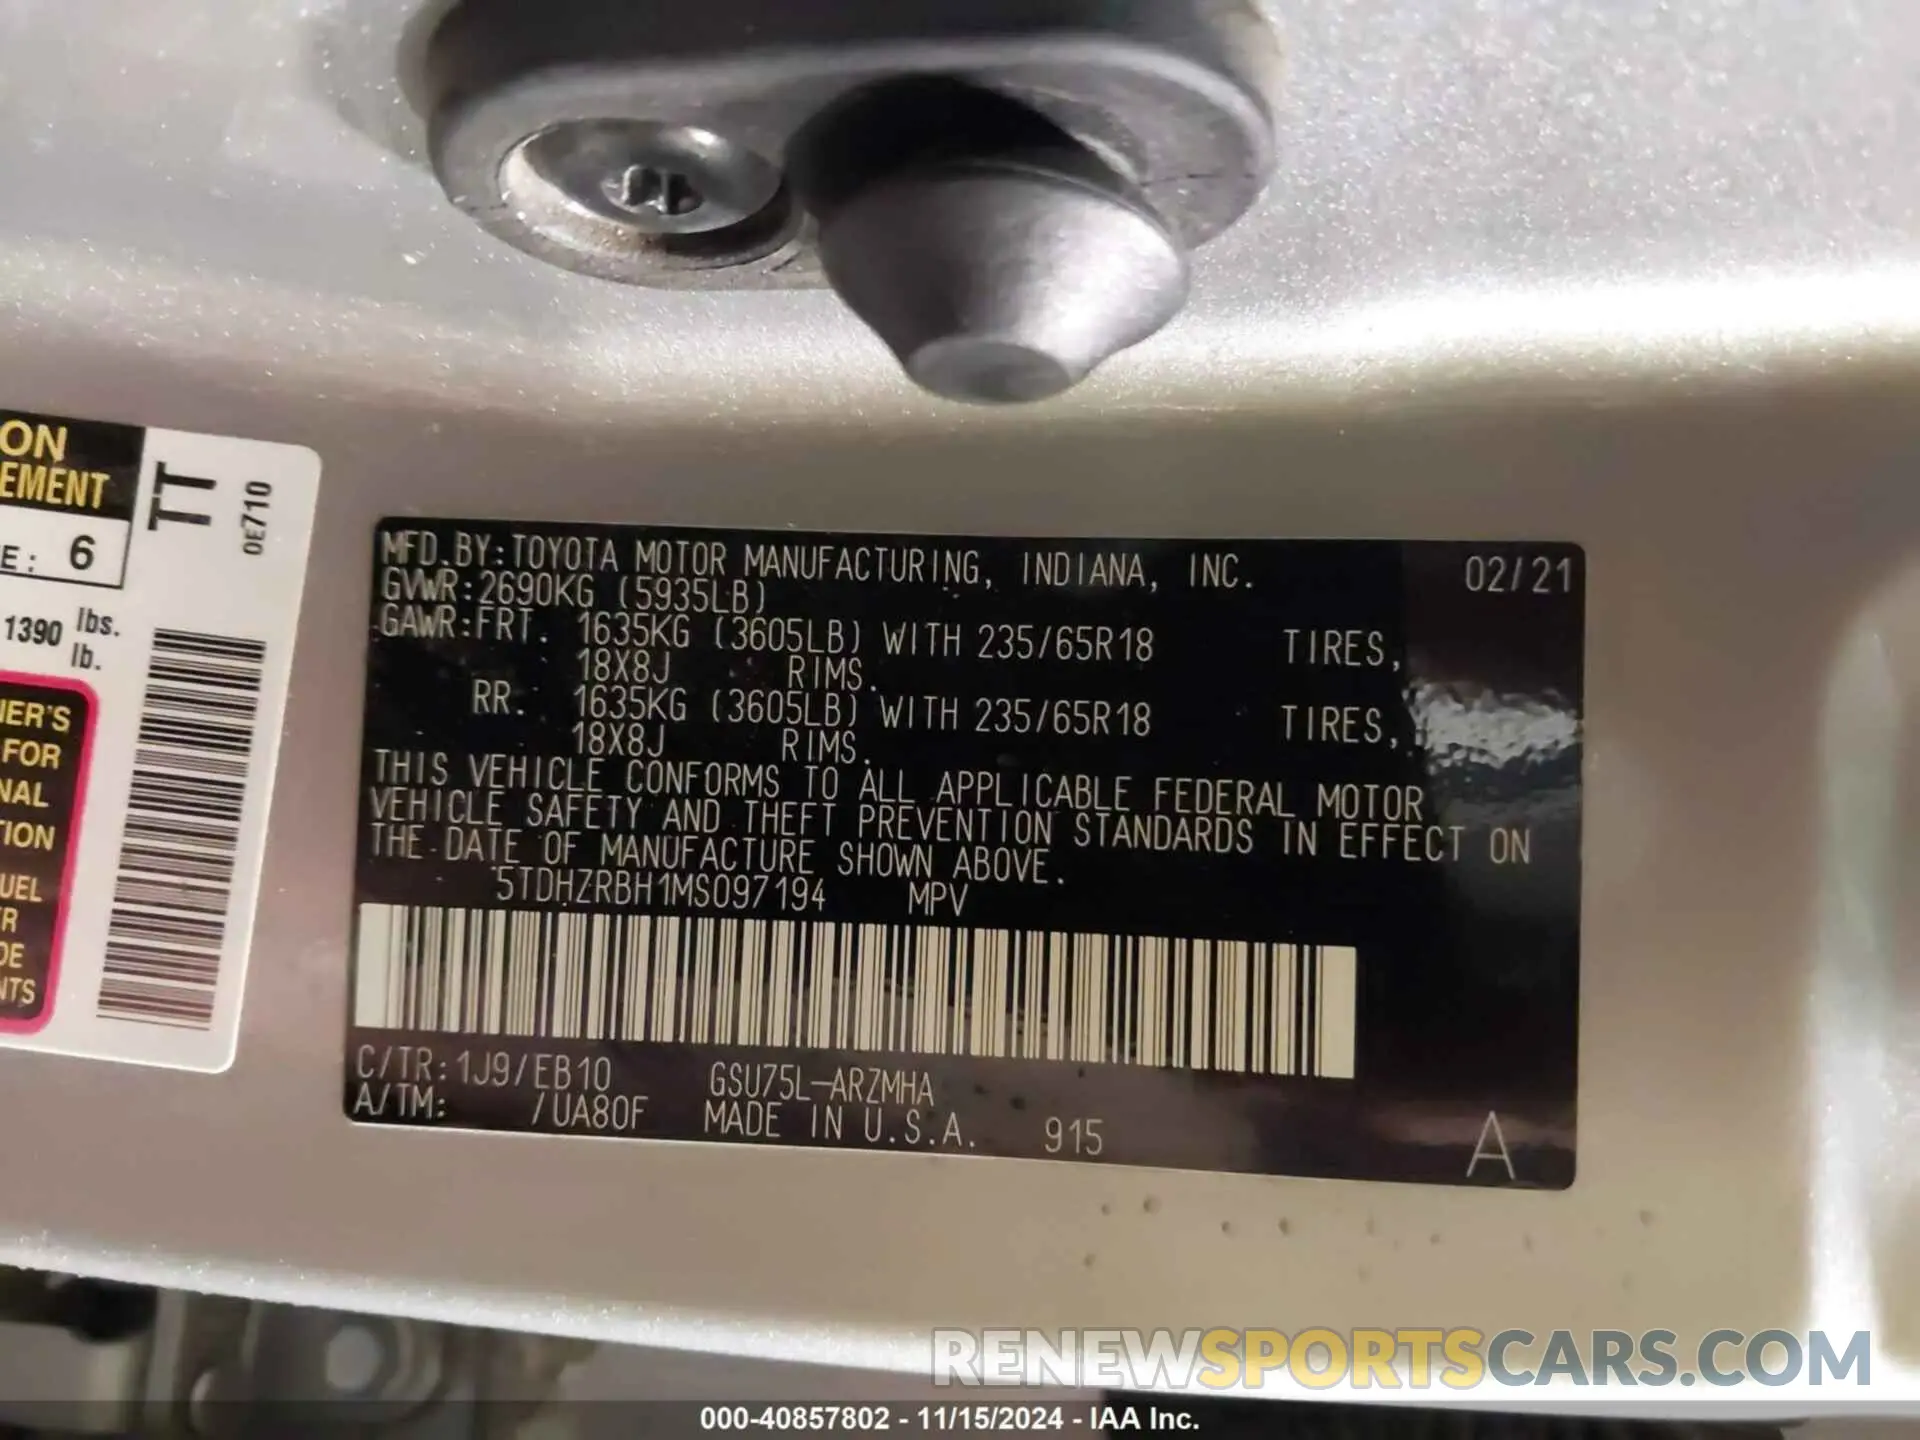 ON
EMENT
E: 6
1390 lbs.
lb.
TT
0E710
NER'S
FOR
NAL
TION
UEL
R
DE
NTS
MFD.BY:TOYOTA MOTOR MANUFACTURING, INDIANA, INC. 02/21
GVWR:2690KG (5935LB)
GAWR:FRT. 1635KG (3605LB) WITH 235/65R18 TIRES,
18X8J RIMS.
RR. 1635KG (3605LB) WITH 235/65R18 TIRES,
18X8J RIMS.
THIS VEHICLE CONFORMS TO ALL APPLICABLE FEDERAL MOTOR
VEHICLE SAFETY AND THEFT PREVENTION STANDARDS IN EFFECT ON
THE DATE OF MANUFACTURE SHOWN ABOVE.
5TDHZRBH1MS097194 MPV
C/TR:1J9/EB10 GSU75L-ARZMHA
A/TM: /UA80F MADE IN U.S.A. 915
A
RENEWSPORTSCARS.COM
000-40857802 - 11/15/2024 - IAA Inc.